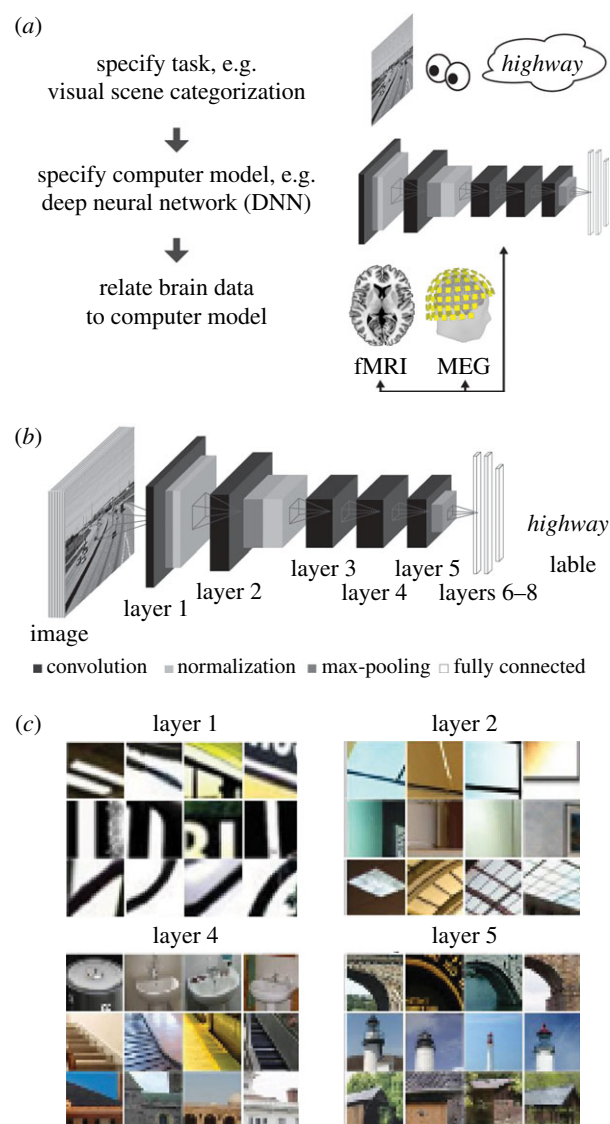 (a)
specify task, e.g.
visual scene categorization
highway
specify computer model, e.g.
deep neural network (DNN)
relate brain data
to computer model
fMRI
MEG
(b)
layer 1
layer 2
layer 3
layer 4
layer 5
layers 6–8
highway
lable
image
convolution
normalization
max-pooling
fully connected
(c)
layer 1
layer 2
layer 4
layer 5